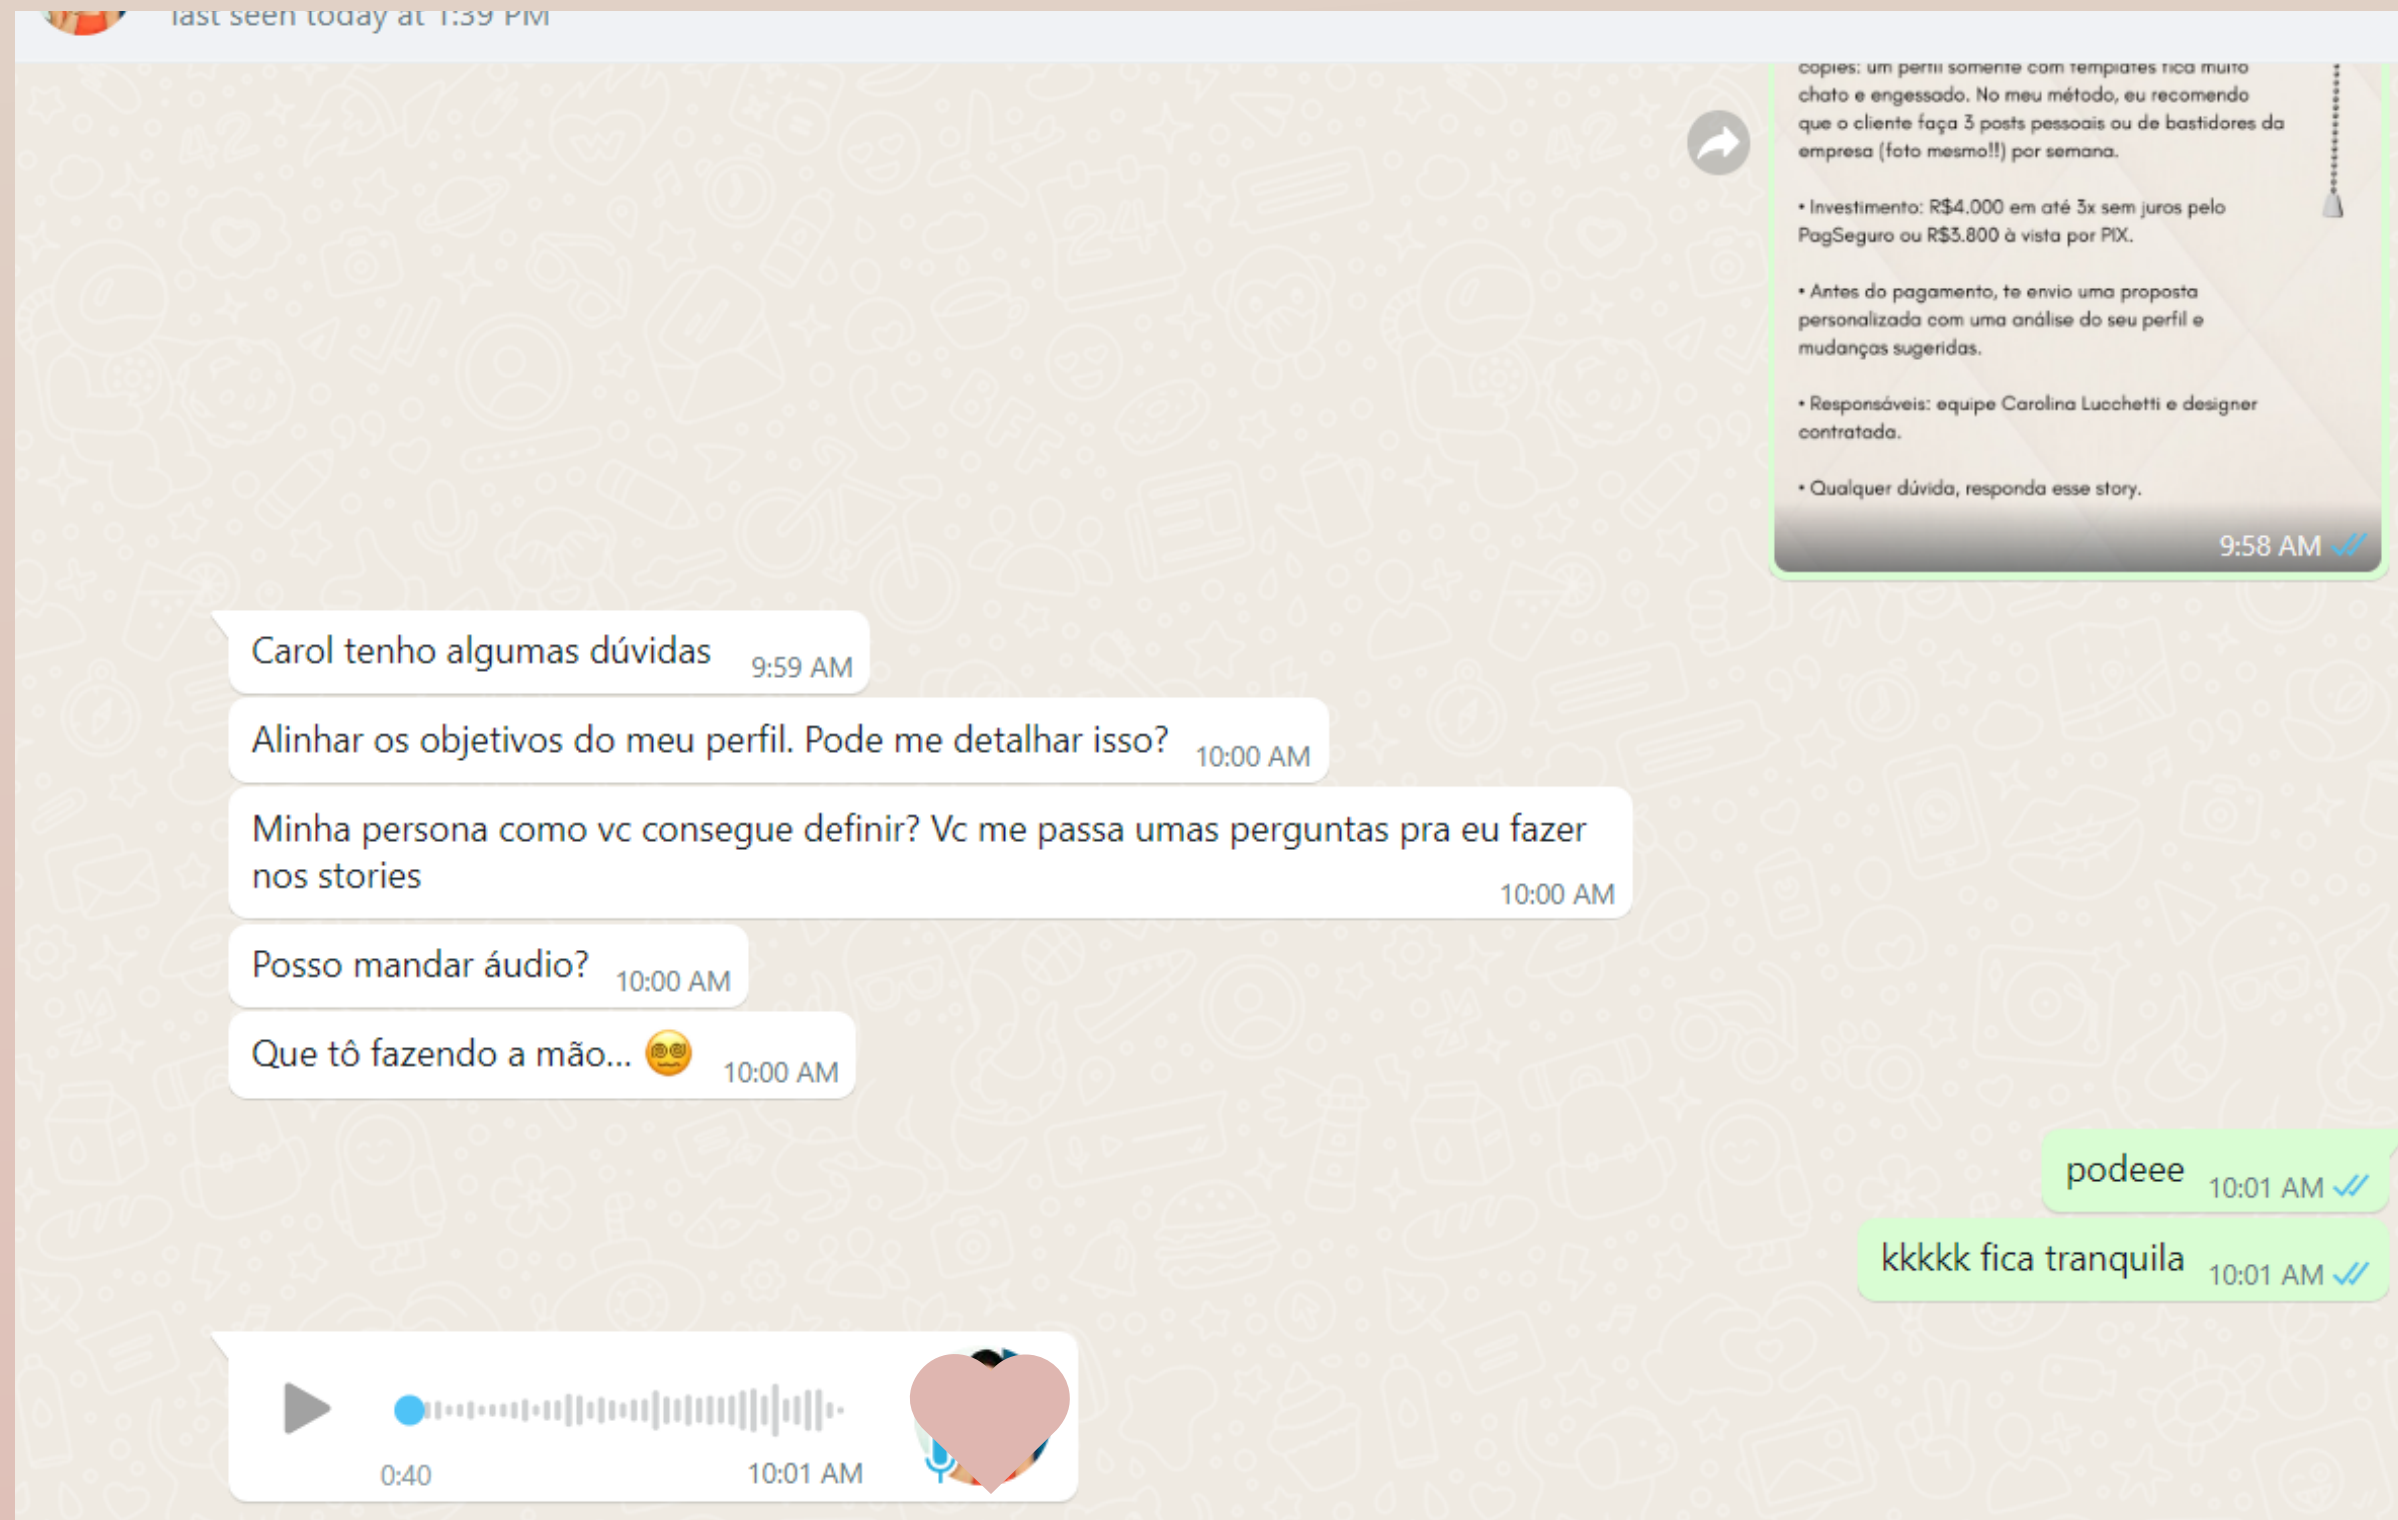 last seen today at 1:39 PM
copies: um perfil somente com templates fica muito
chato e engessado. No meu método, eu recomendo
que o cliente faça 3 posts pessoais ou de bastidores da
empresa (foto mesmo!!) por semana.
• Investimento: R$4.000 em até 3x sem juros pelo
PagSeguro ou R$3.800 à vista por PIX.
• Antes do pagamento, te envio uma proposta
personalizada com uma análise do seu perfil e
mudanças sugeridas.
• Responsáveis: equipe Carolina Lucchetti e designer
contratada.
• Qualquer dúvida, responda esse story.
9:58 AM
Carol tenho algumas dúvidas 9:59 AM
Alinhar os objetivos do meu perfil. Pode me detalhar isso? 10:00 AM
Minha persona como vc consegue definir? Vc me passa umas perguntas pra eu fazer
nos stories 10:00 AM
Posso mandar áudio? 10:00 AM
Que tô fazendo a mão... 😵‍💫 10:00 AM
podeee 10:01 AM
kkkkk fica tranquila 10:01 AM
0:40 10:01 AM